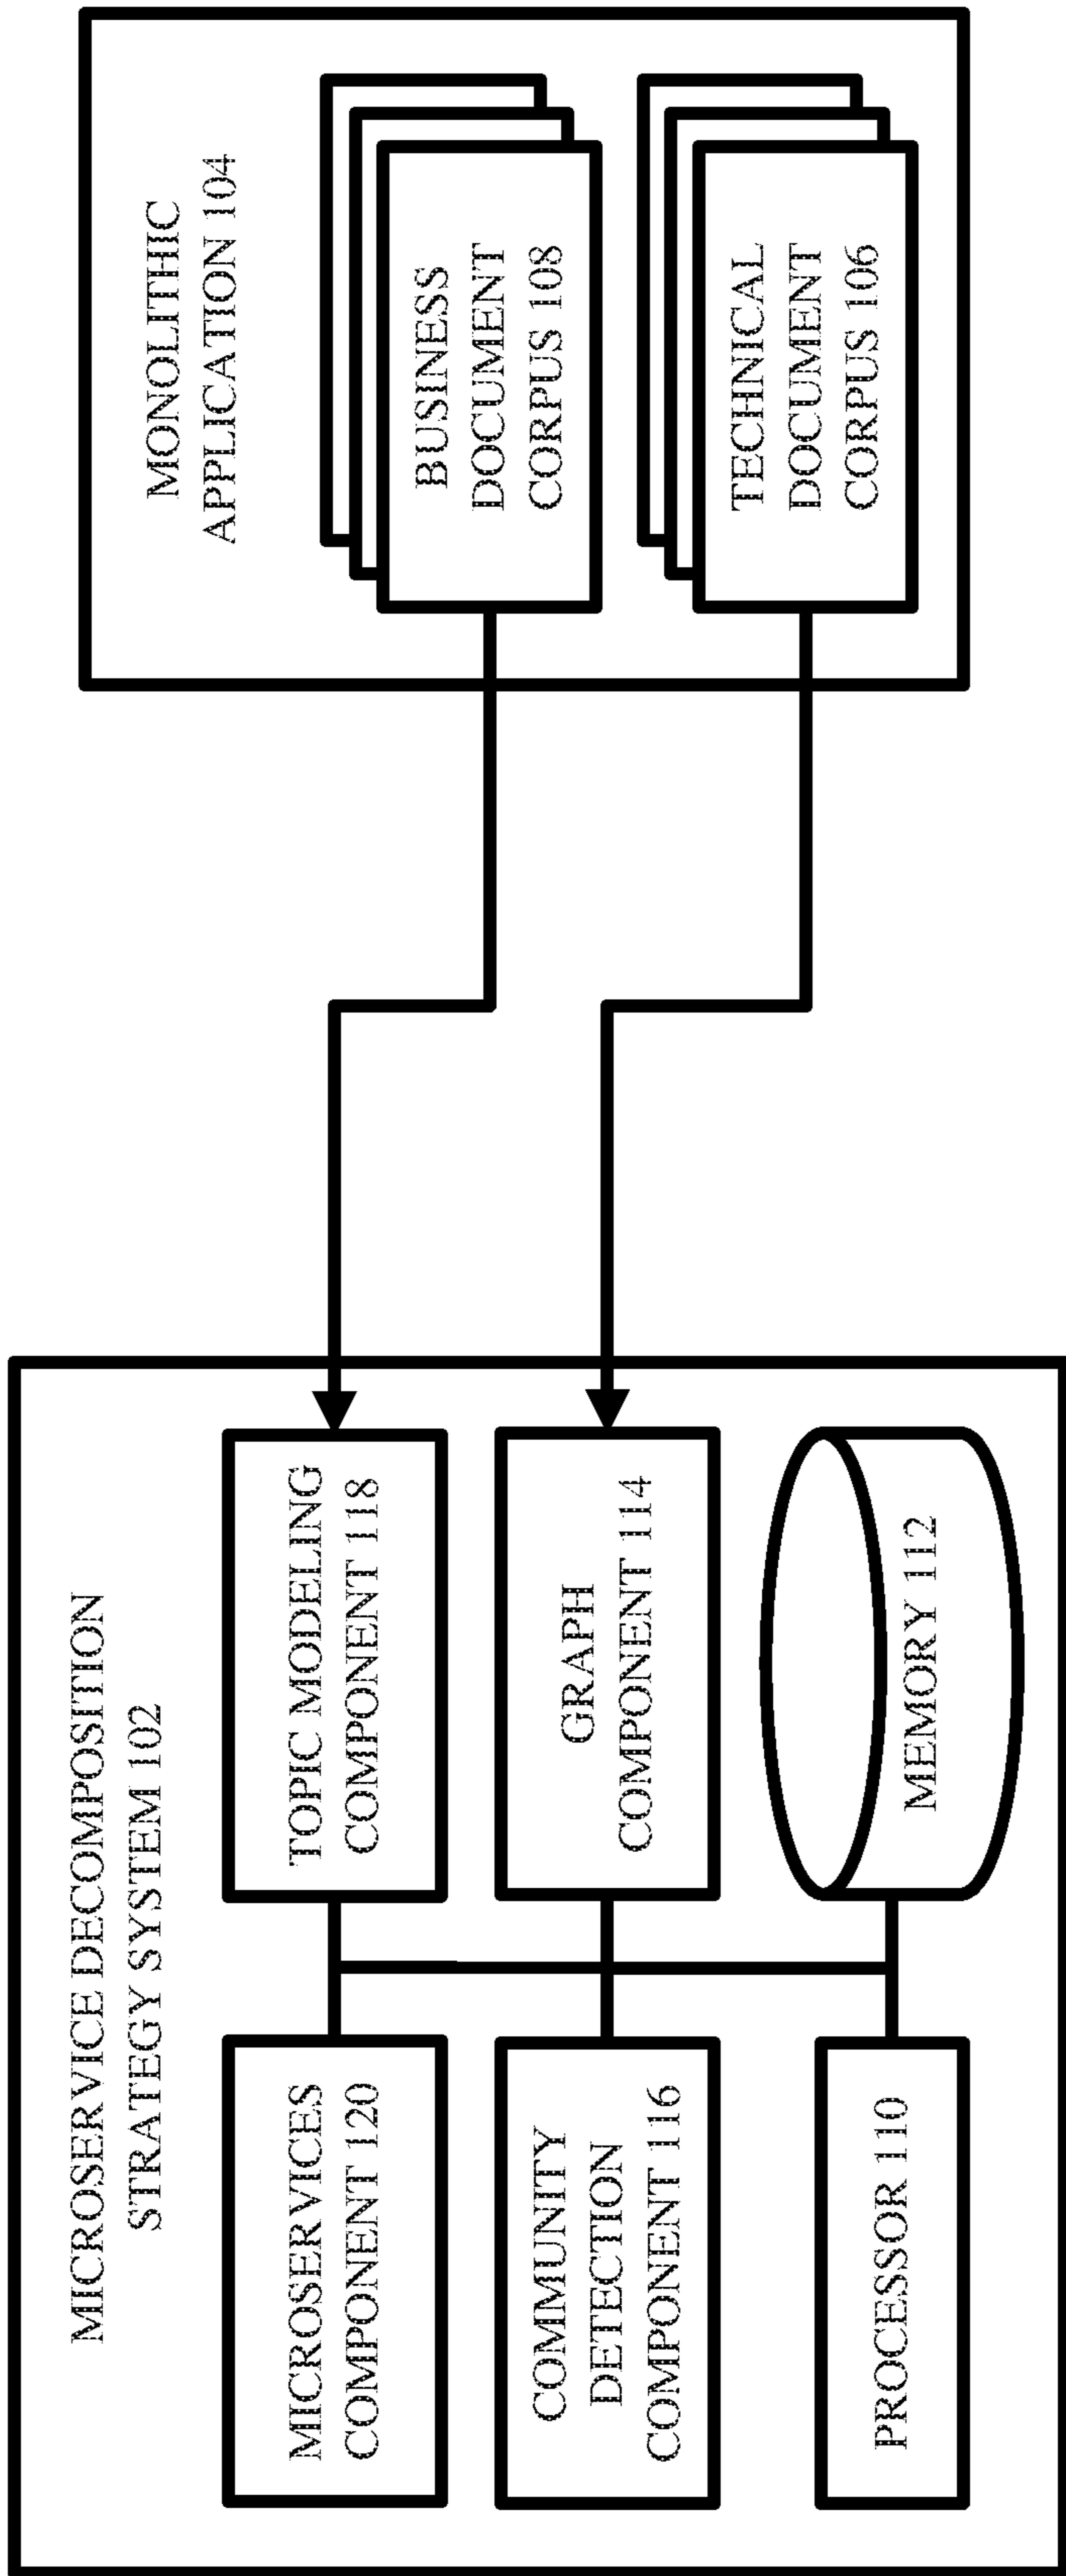 MICROSERVICE DECOMPOSITION
STRATEGY SYSTEM 102
MICROSERVICES
COMPONENT 120
TOPIC MODELING
COMPONENT 118
COMMUNITY
DETECTION
COMPONENT 116
GRAPH
COMPONENT 114
PROCESSOR 110
MEMORY 112
MONOLITHIC
APPLICATION 104
BUSINESS
DOCUMENT
CORPUS 108
TECHNICAL
DOCUMENT
CORPUS 106